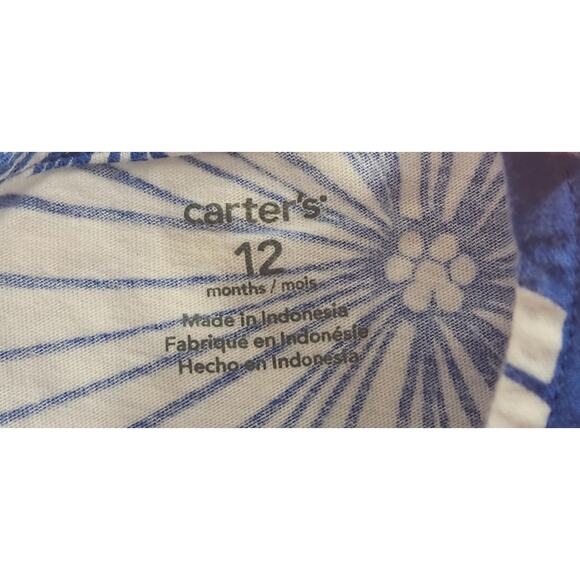 carter's
12
months / mois
Made in Indonesia
Fabriqué en Indonésie
Hecho en Indonesia